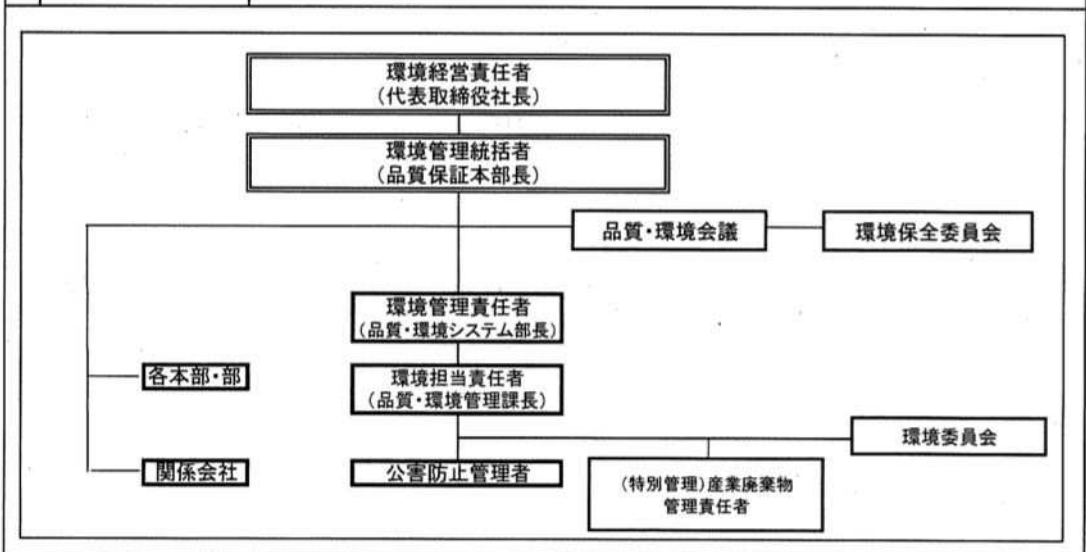 環境経営責任者
(代表取締役社長)
環境管理統括者
(品質保証本部長)
品質・環境会議
環境保全委員会
環境管理責任者
(品質・環境システム部長)
各本部・部
環境担当責任者
(品質・環境管理課長)
環境委員会
関係会社
公害防止管理者
(特別管理)産業廃棄物
管理責任者